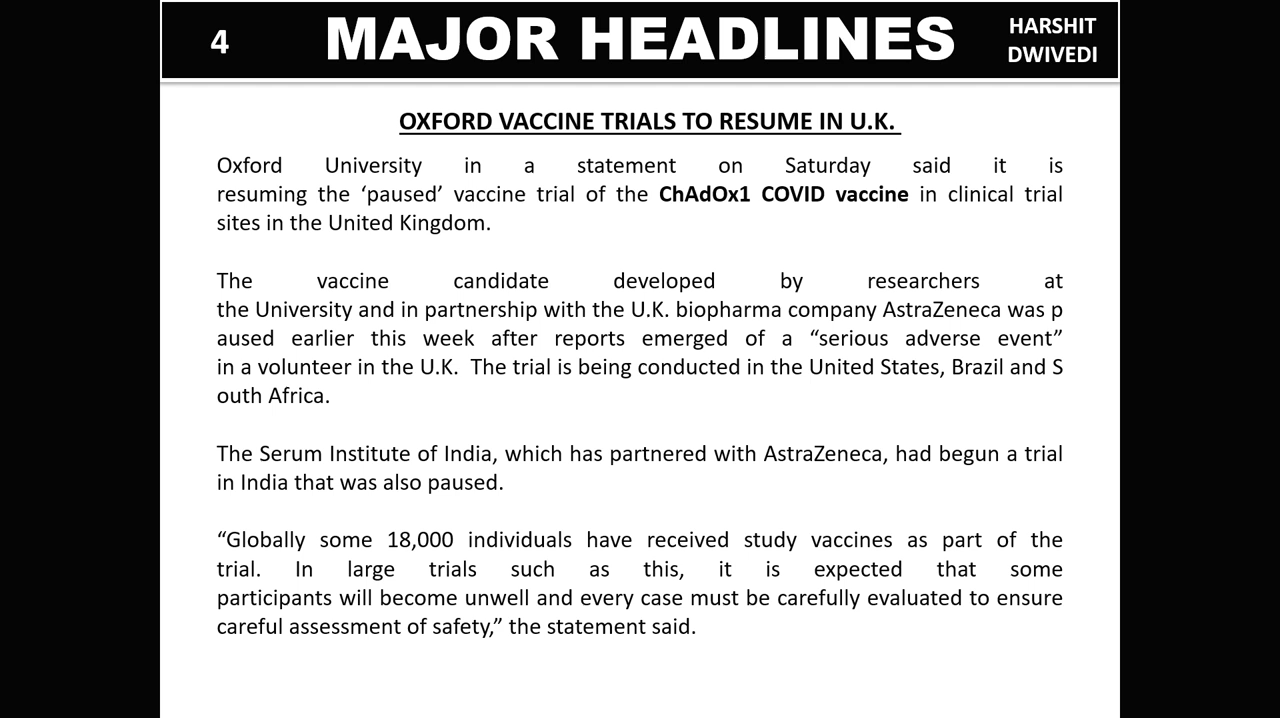 4
MAJOR HEADLINES
HARSHIT
DWIVEDI
OXFORD VACCINE TRIALS TO RESUME IN U.K.
Oxford University in a statement on Saturday said it is
resuming the ‘paused’ vaccine trial of the ChAdOx1 COVID vaccine in clinical trial
sites in the United Kingdom.
The vaccine candidate developed by researchers at
the University and in partnership with the U.K. biopharma company AstraZeneca was p
aused earlier this week after reports emerged of a “serious adverse event”
in a volunteer in the U.K. The trial is being conducted in the United States, Brazil and S
outh Africa.
The Serum Institute of India, which has partnered with AstraZeneca, had begun a trial
in India that was also paused.
“Globally some 18,000 individuals have received study vaccines as part of the
trial. In large trials such as this, it is expected that some
participants will become unwell and every case must be carefully evaluated to ensure
careful assessment of safety,” the statement said.